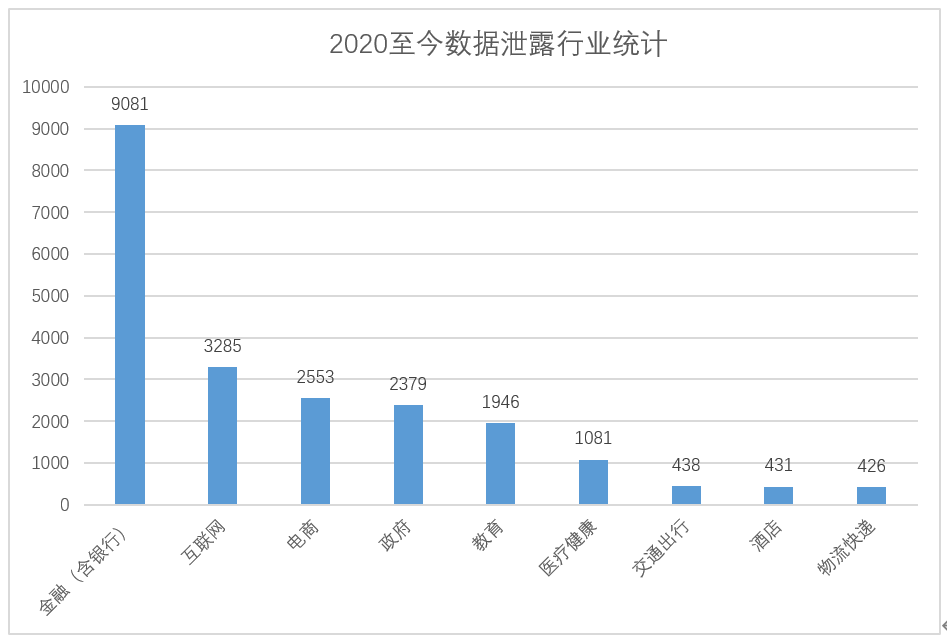 2020至今数据泄露行业统计
10000
9000
8000
7000
6000
5000
4000
3000
2000
1000
0
9081
3285
2553
2379
1946
1081
438
431
426
金融（含银行）
互联网
电商
政府
教育
医疗健康
交通出行
酒店
物流快递